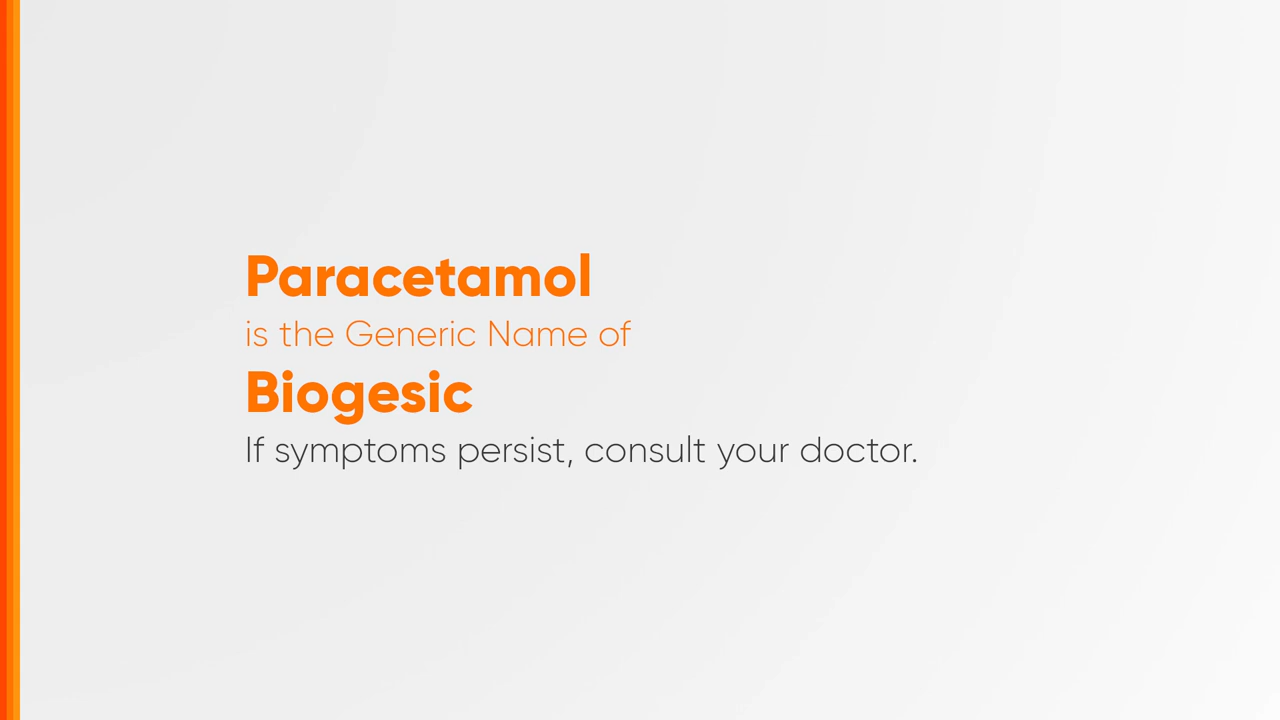 Paracetamol
is the Generic Name of
Biogesic
If symptoms persist, consult your doctor.